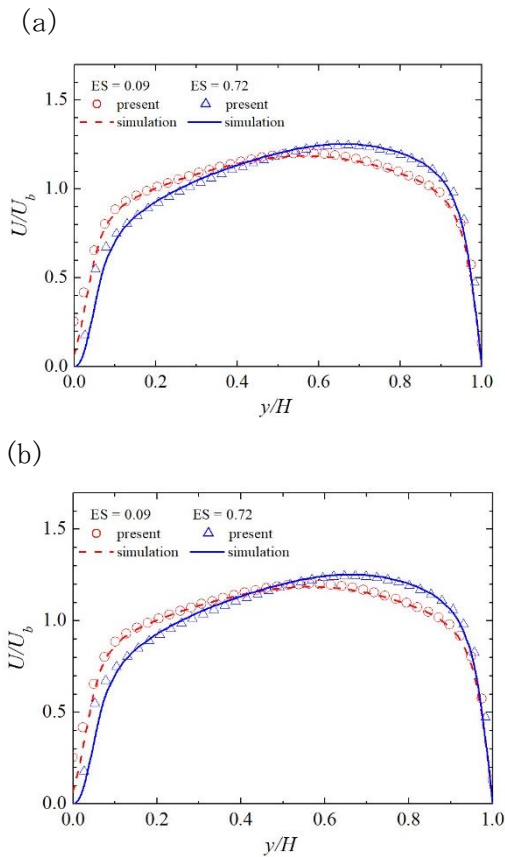 (a)
ES = 0.09 ES = 0.72
present present
simulation simulation
1.5
1.0
0.5
0.0
U/U_b
0.0 0.2 0.4 0.6 0.8 1.0
y/H
(b)
ES = 0.09 ES = 0.72
present present
simulation simulation
1.5
1.0
0.5
0.0
U/U_b
0.0 0.2 0.4 0.6 0.8 1.0
y/H